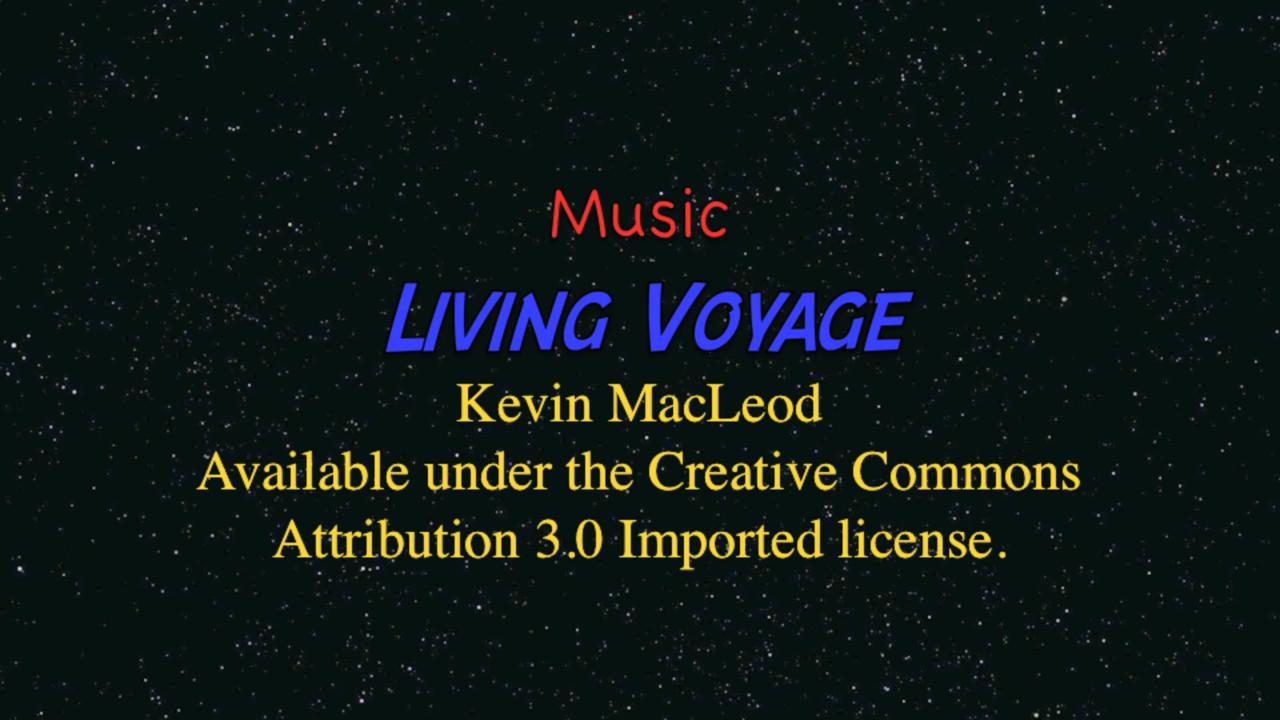 Music
LIVING VOYAGE
Kevin MacLeod
Available under the Creative Commons
Attribution 3.0 Imported license.